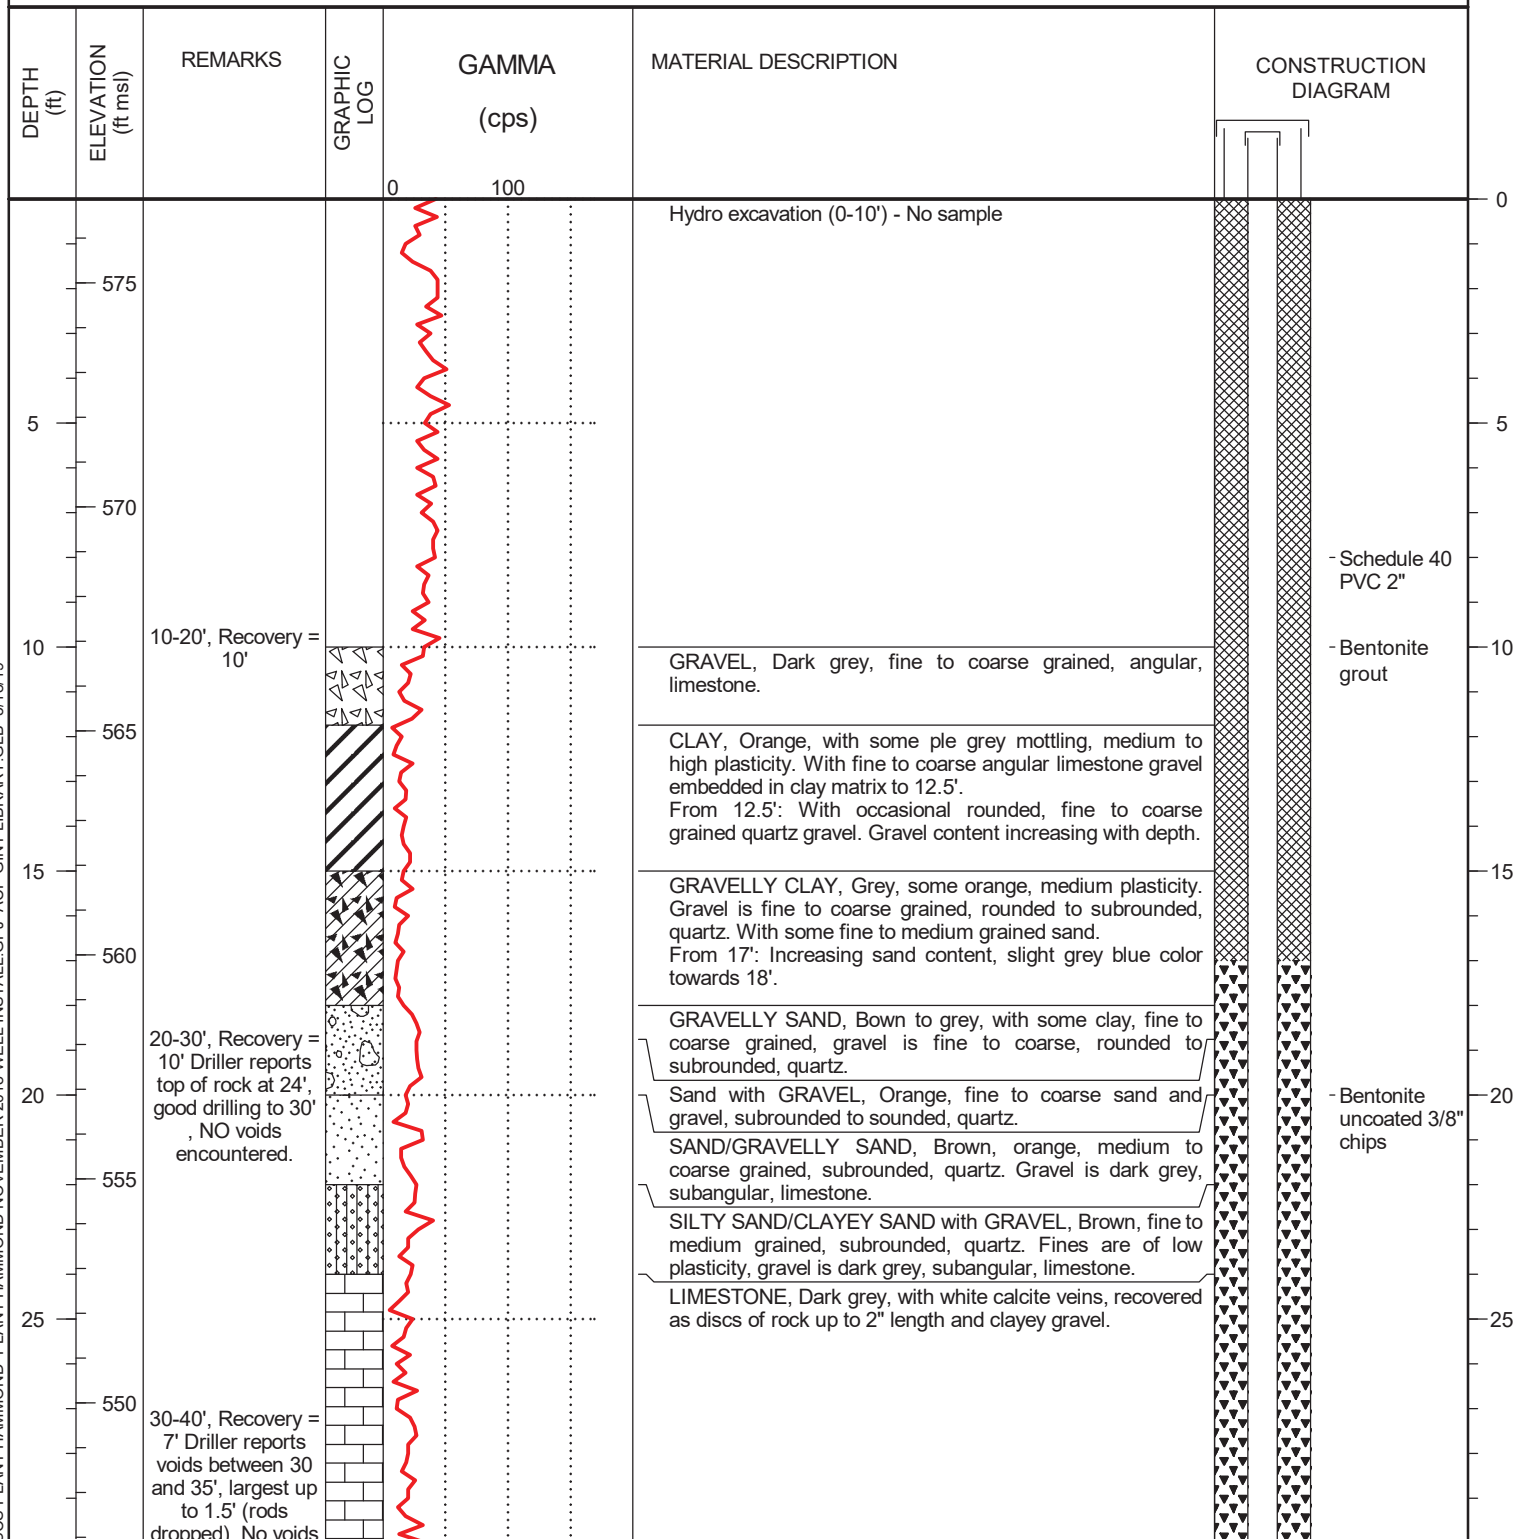 DEPTH
(ft)
ELEVATION
(ft msl)
REMARKS
GRAPHIC
LOG
GAMMA
(cps)
0
100
MATERIAL DESCRIPTION
CONSTRUCTION
DIAGRAM
0
Hydro excavation (0-10') - No sample
575
5
5
570
Schedule 40
PVC 2"
10
10-20', Recovery =
10'
Bentonite
grout
10
GRAVEL, Dark grey, fine to coarse grained, angular,
limestone.
565
CLAY, Orange, with some ple grey mottling, medium to
high plasticity. With fine to coarse angular limestone gravel
embedded in clay matrix to 12.5'.
From 12.5': With occasional rounded, fine to coarse
grained quartz gravel. Gravel content increasing with depth.
15
15
GRAVELLY CLAY, Grey, some orange, medium plasticity.
Gravel is fine to coarse grained, rounded to subrounded,
quartz. With some fine to medium grained sand.
From 17': Increasing sand content, slight grey blue color
towards 18'.
560
GRAVELLY SAND, Bown to grey, with some clay, fine to
coarse grained, gravel is fine to coarse, rounded to
subrounded, quartz.
20-30', Recovery =
10' Driller reports
top of rock at 24',
good drilling to 30'
, NO voids
encountered.
20
Sand with GRAVEL, Orange, fine to coarse sand and
gravel, subrounded to sounded, quartz.
Bentonite
uncoated 3/8"
chips
20
SAND/GRAVELLY SAND, Brown, orange, medium to
coarse grained, subrounded, quartz. Gravel is dark grey,
subangular, limestone.
555
SILTY SAND/CLAYEY SAND with GRAVEL, Brown, fine to
medium grained, subrounded, quartz. Fines are of low
plasticity, gravel is dark grey, subangular, limestone.
LIMESTONE, Dark grey, with white calcite veins, recovered
as discs of rock up to 2" length and clayey gravel.
25
25
550
30-40', Recovery =
7' Driller reports
voids between 30
and 35', largest up
to 1.5' (rods
dropped). No voids